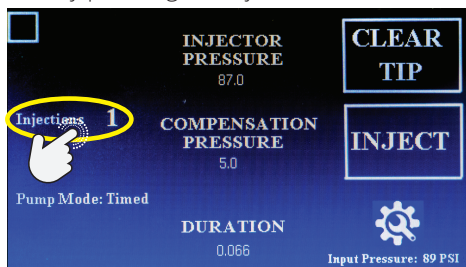 INJECTOR
PRESSURE
87.0
CLEAR
TIP
Injections 1
COMPENSATION
PRESSURE
5.0
INJECT
Pump Mode: Timed
DURATION
0.066
Input Pressure: 89 PSI